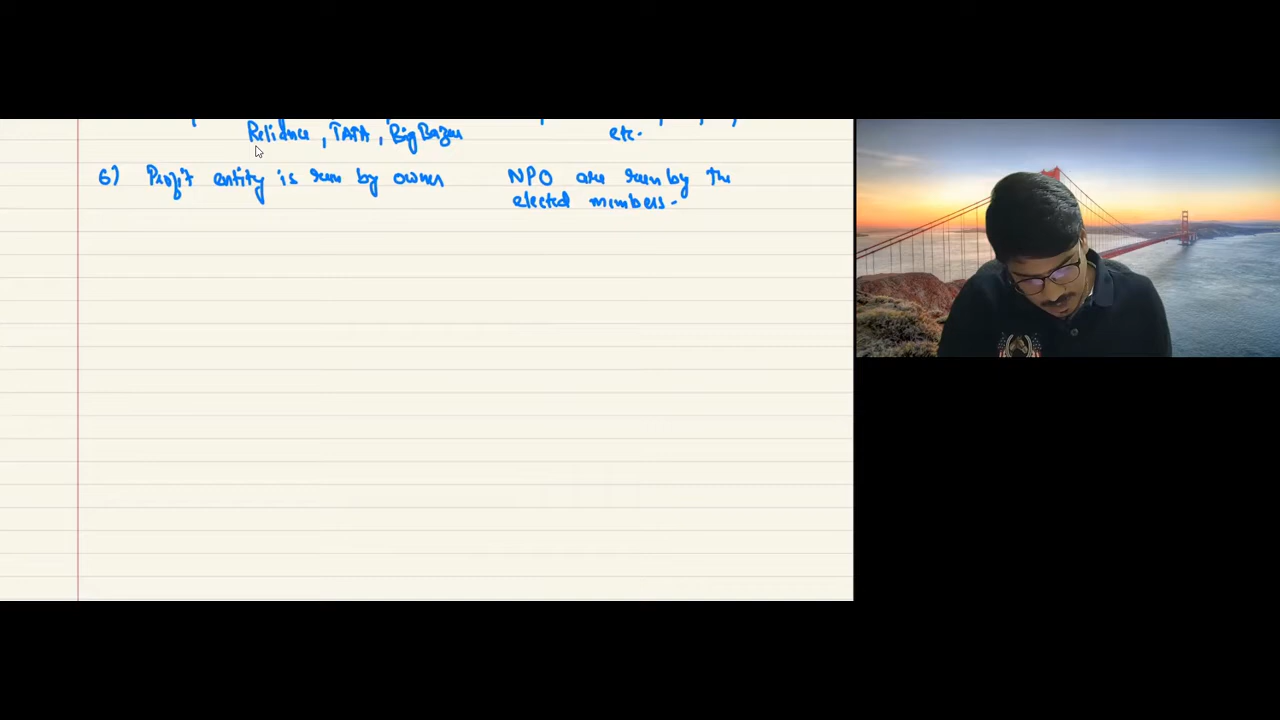 Reliance, TATA, Big Bazar etc.
6) Profit entity is run by owner NPO are run by the
elected members.